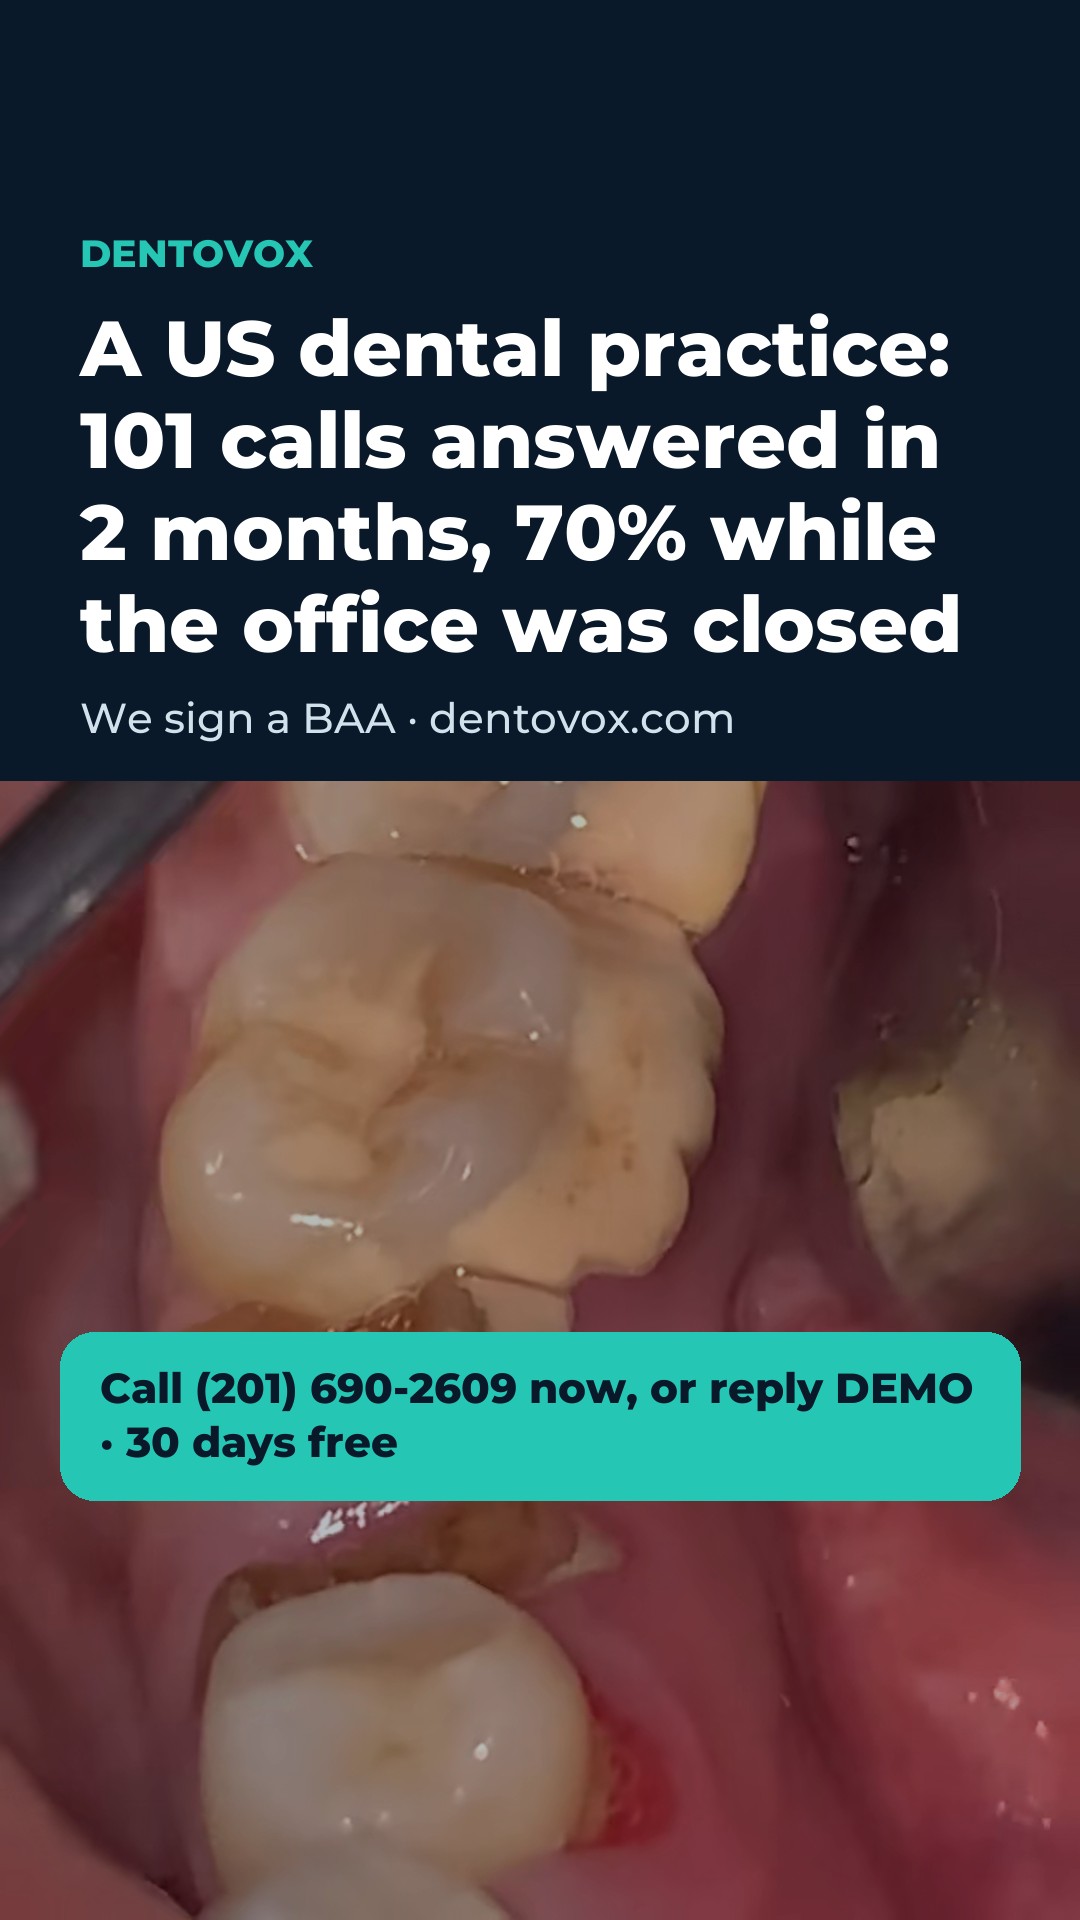 DENTOVOX
A US dental practice:
101 calls answered in
2 months, 70% while
the office was closed
We sign a BAA · dentovox.com
Call (201) 690-2609 now, or reply DEMO
· 30 days free